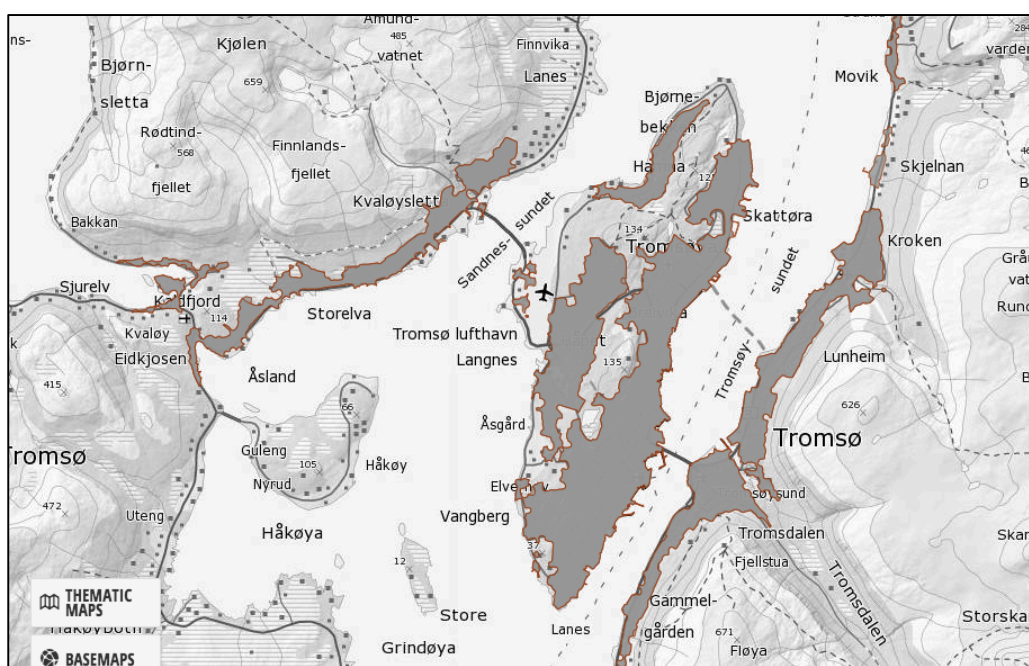 Amund-
485
vatnet
Kjølen
659
Bjørn-
sletta
Finnvika
Lanes
Movik
varden
Rødtind-
568
fjellet
Finnlands-
fjellet
Bjørne-
Skjelnan
Kvaløyslett
Skattøra
Bakkan
134
Sandnes-
sundet
Kroken
sundet
Sjurelv
114
Storelva
Kvaløy
Eidkjosen
Tromsø lufthavn
Langnes
135
Tromsøy-
Lunheim
415
Åsland
66
626
Åsgård
Tromsø
Guleng
105
Håkøy
Nyrud
472
Uteng
Vangberg
Håkøya
37
12
Tromsdalen
Fjellstua
Tromsdalen
THEMATIC
MAPS
BASEMAPS
Store
Grindøya
Lanes
Gammel-
gården
671
Fløya
Storska